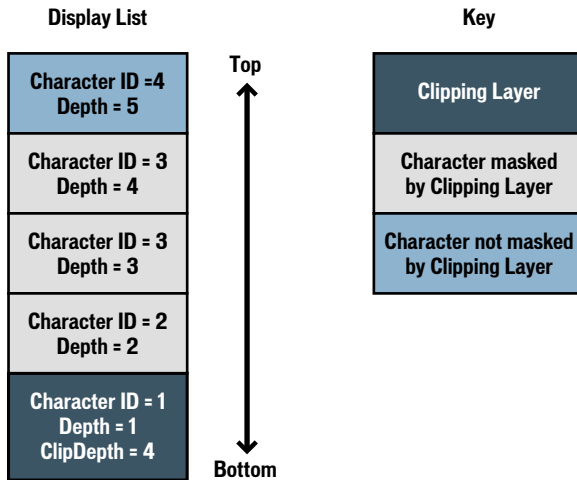 Display List
Character ID =4
Depth = 5
Character ID = 3
Depth = 4
Character ID = 3
Depth = 3
Character ID = 2
Depth = 2
Character ID = 1
Depth = 1
ClipDepth = 4
Top
Bottom
Key
Clipping Layer
Character masked
by Clipping Layer
Character not masked
by Clipping Layer